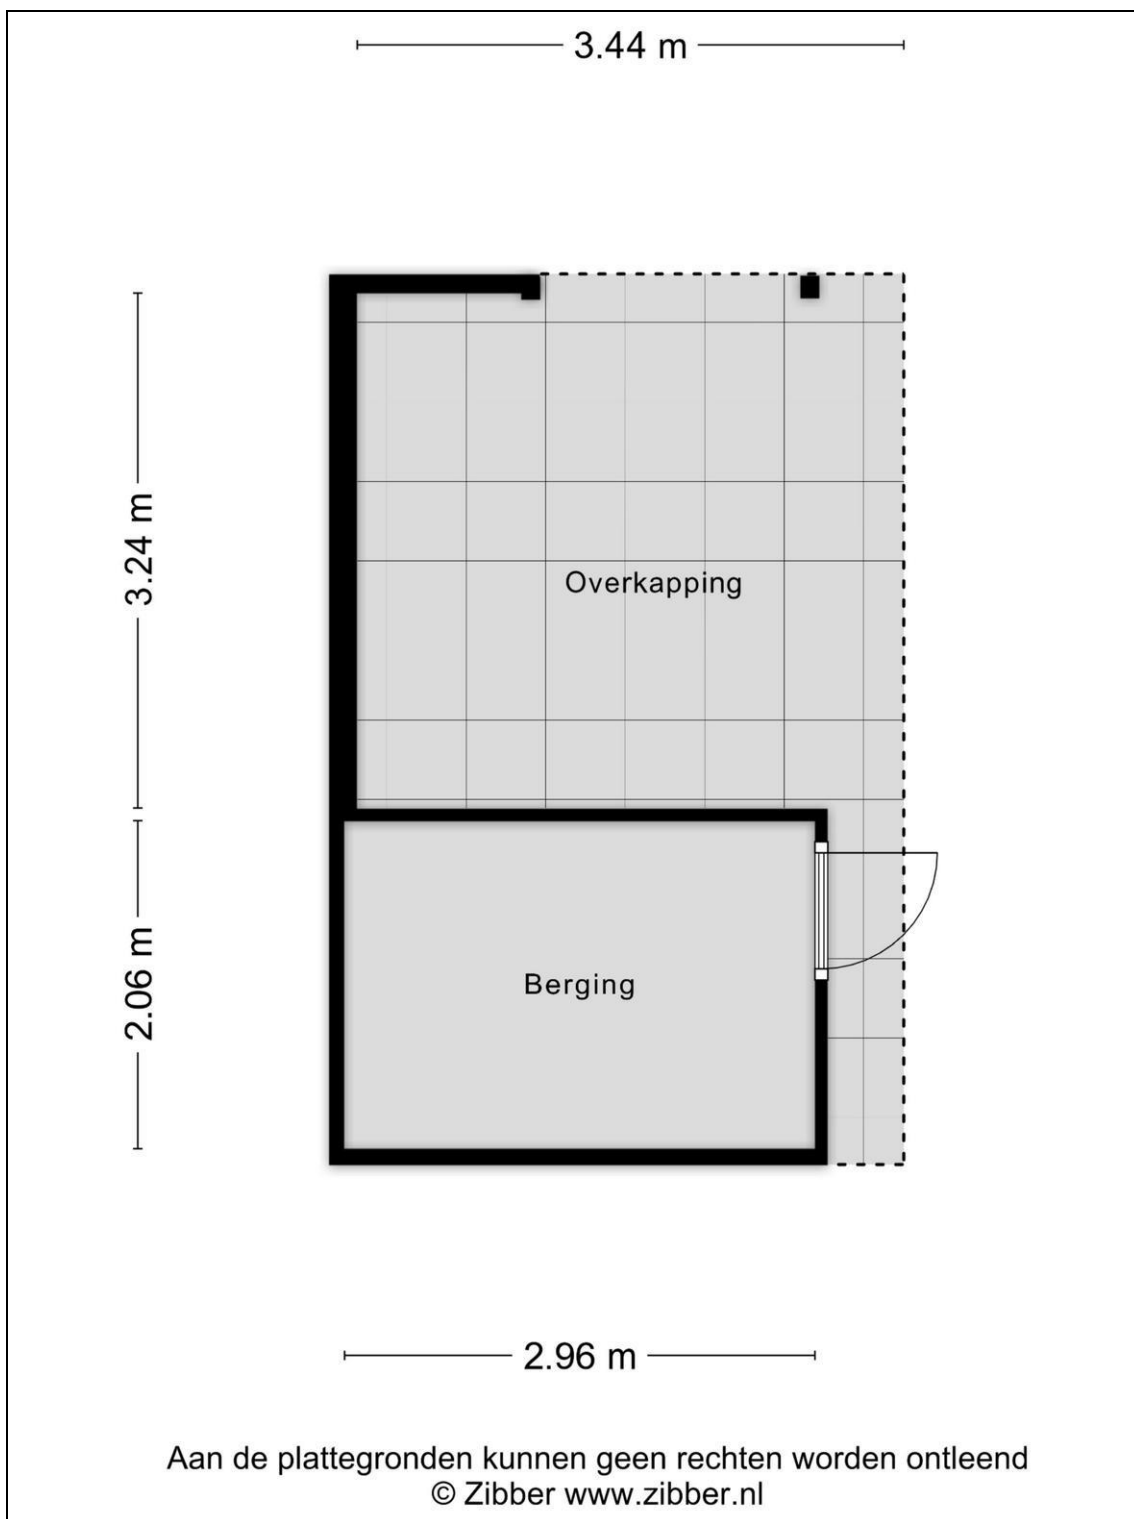 3.44 m
3.24 m
Overkapping
2.06 m
Berging
2.96 m
Aan de plattegronden kunnen geen rechten worden ontleend
© Zibber www.zibber.nl